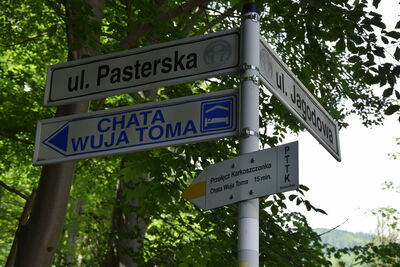 ul. Pasterska
ul. Jagodowa
CHATA
WUJA TOMA
Przełęcz Karkoszczonka
Chata Wuja Toma 15 min.
PTTK